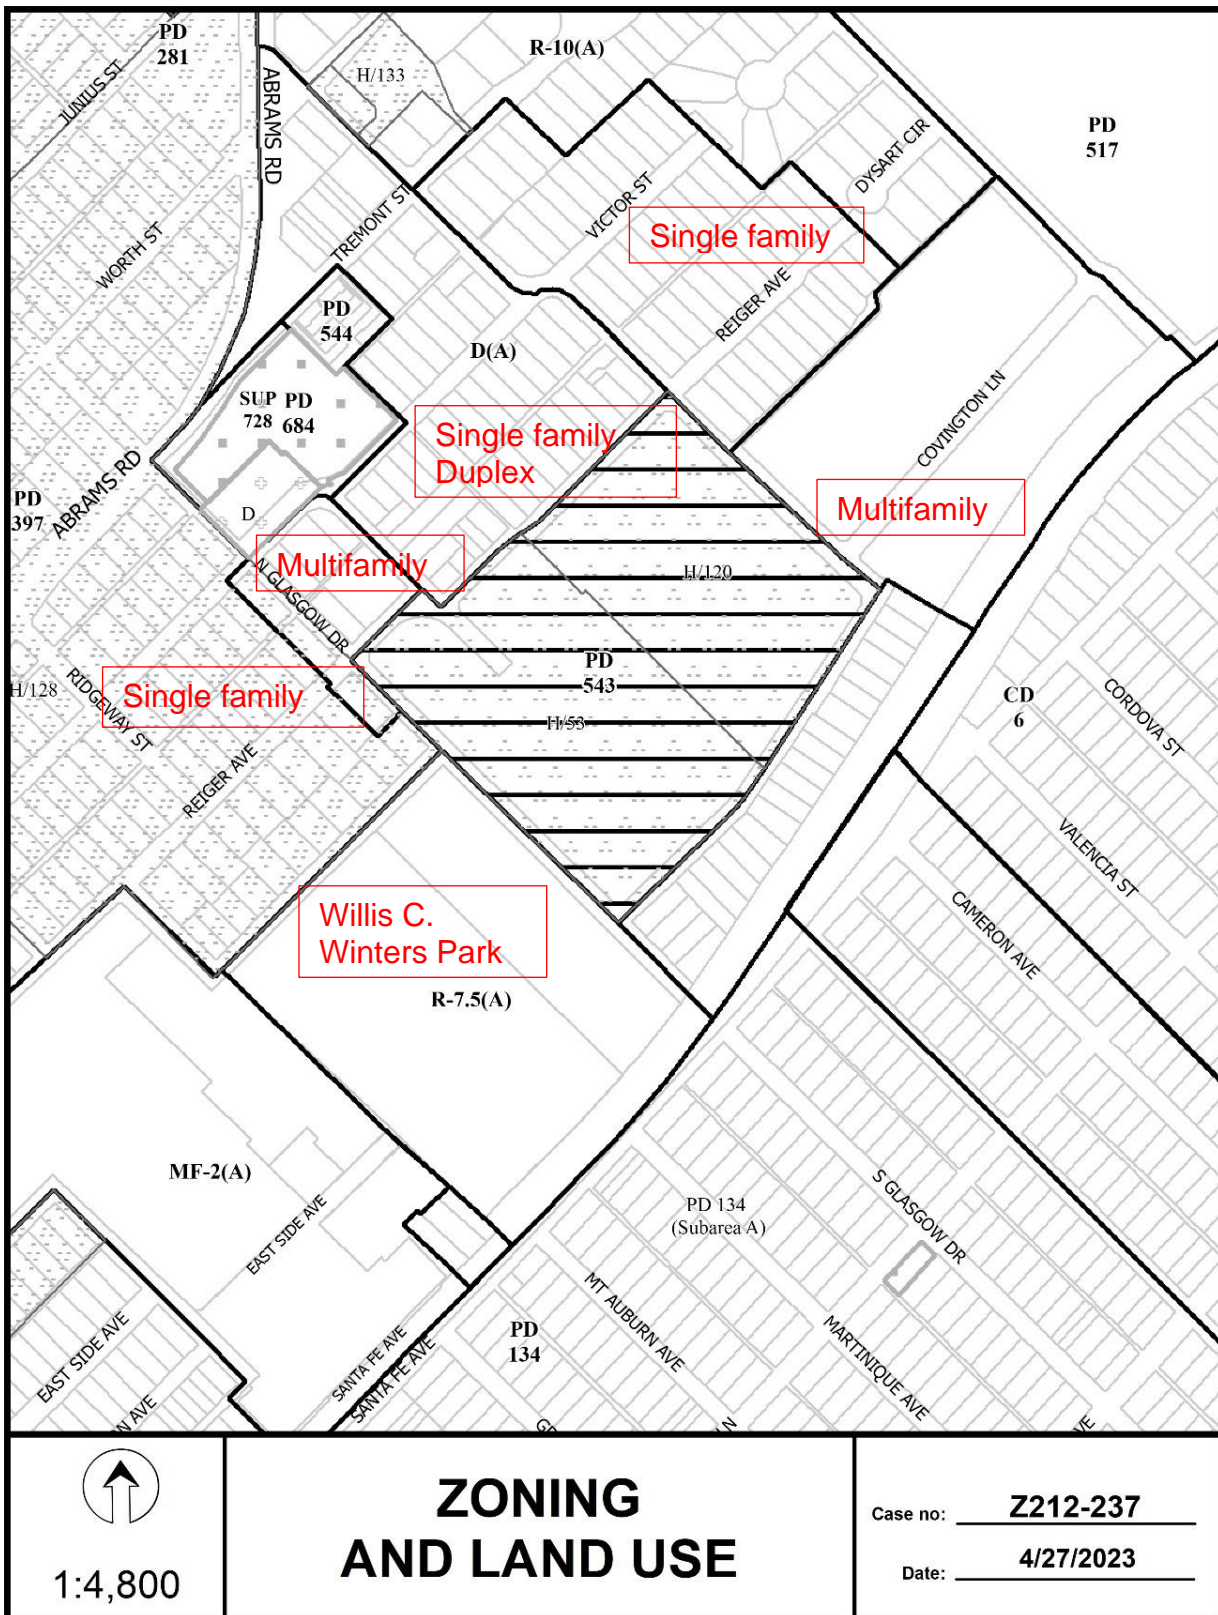 PD
281
R-10(A)
H/133
JUNIUS ST
ABRAMS RD
PD
517
DYSART CIR
VICTOR ST
TREMONT ST
WORTH ST
Single family
REIGER AVE
PD
544
D(A)
SUP
728
PD
684
COVINGTON LN
Single family
Duplex
ABRAMS RD
PD
397
D
Multifamily
Multifamily
N GLASGOW DR
H/120
PD
543
H/128
Single family
RIDGEWAY ST
H/53
CD
6
CORDOVA ST
REIGER AVE
VALENCIA ST
CAMERON AVE
Willis C.
Winters Park
R-7.5(A)
MF-2(A)
PD 134
(Subarea A)
S GLASGOW DR
EAST SIDE AVE
MT AUBURN AVE
MARTINIQUE AVE
PD
134
EAST SIDE AVE
SANTA FE AVE
SANTA FE AVE
N AVE
LN
VE
1:4,800
ZONING
AND LAND USE
Case no: Z212-237
Date: 4/27/2023